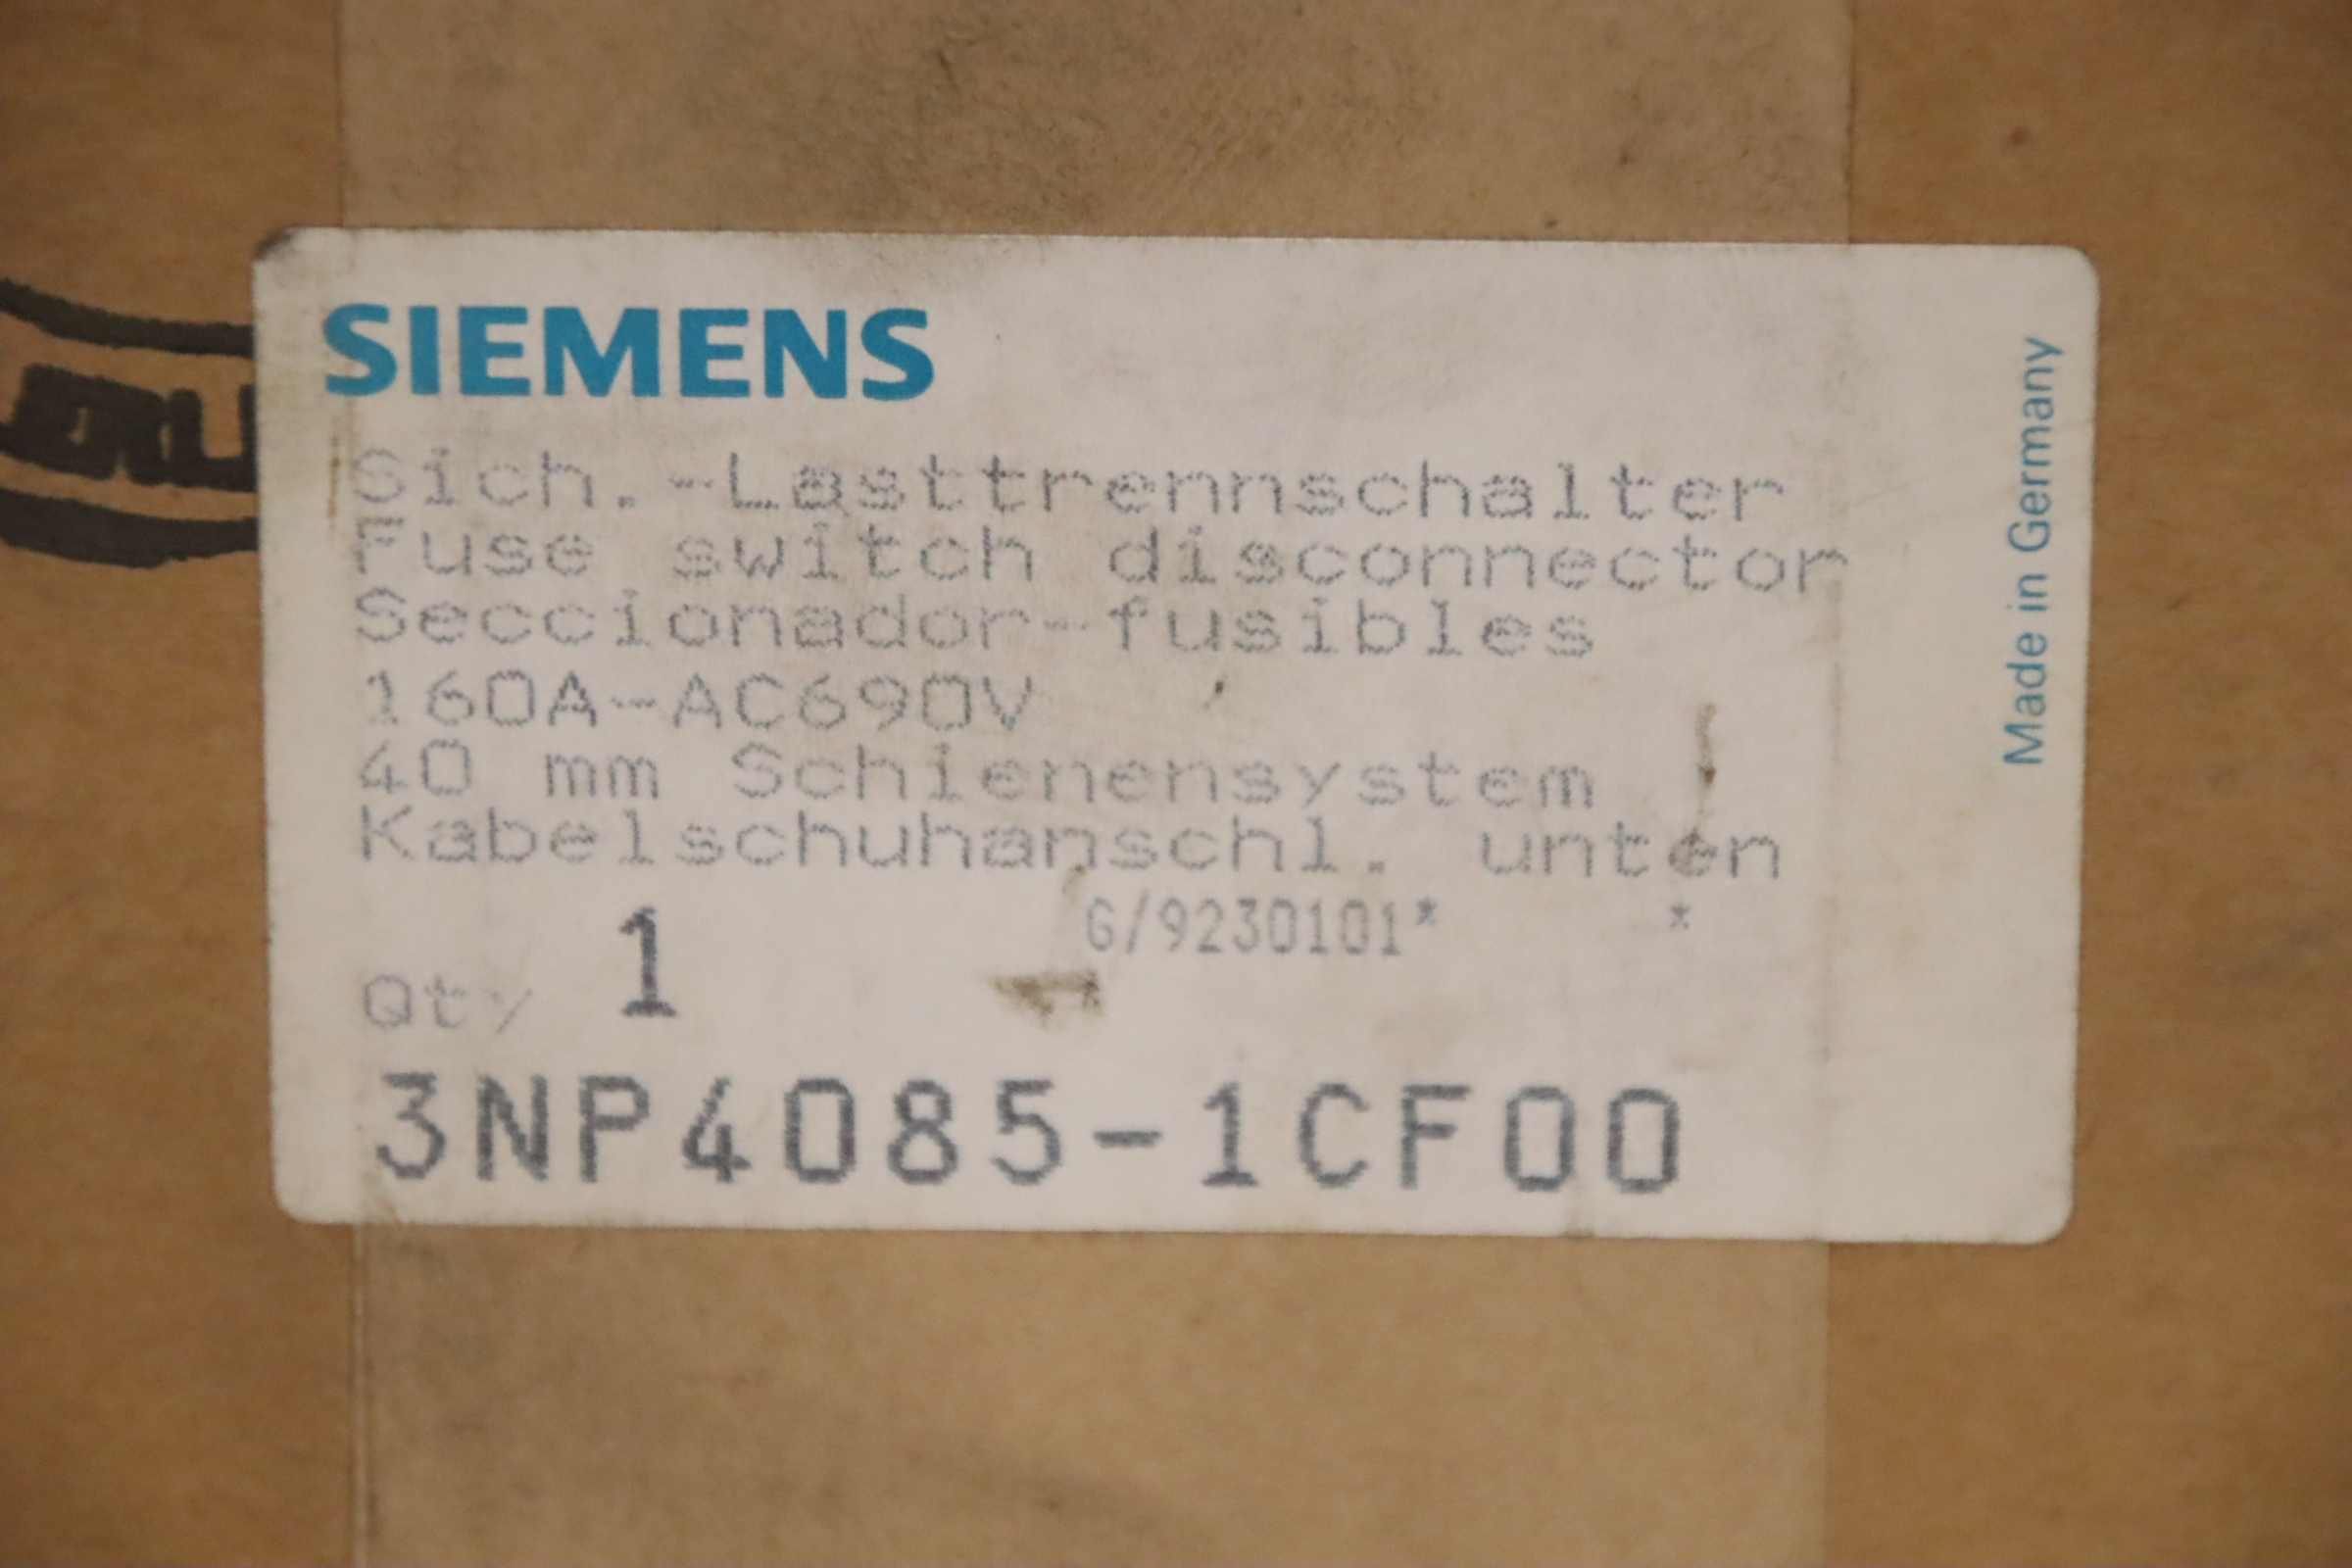 SIEMENS
Sich.-Lasttrennschalter
Fuse switch disconnector
Seccionador-fusibles
160A-AC690V
40 mm Schienensystem
Kabelschuhanschl. unten
G/9230101* *
Qty 1
3NP4085-1CF00
Made in Germany